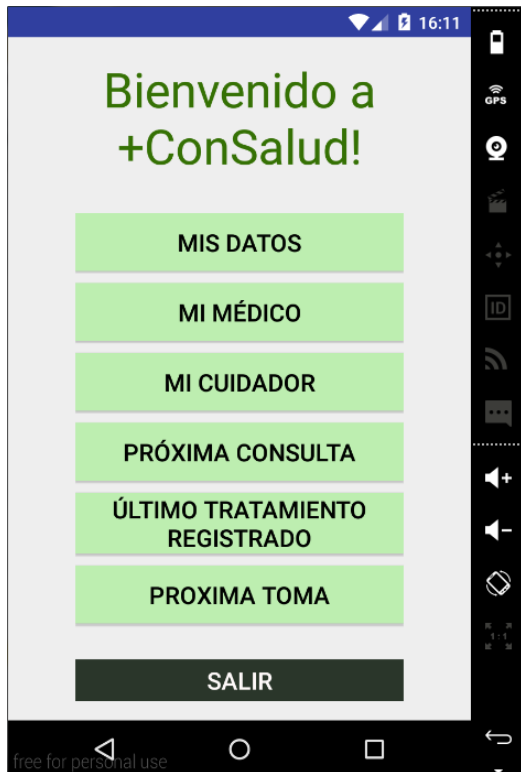 16:11
Bienvenido a
+ConSalud!
GPS
MIS DATOS
MI MÉDICO
ID
MI CUIDADOR
PRÓXIMA CONSULTA
ÚLTIMO TRATAMIENTO
REGISTRADO
PROXIMA TOMA
1:1
SALIR
free for personal use